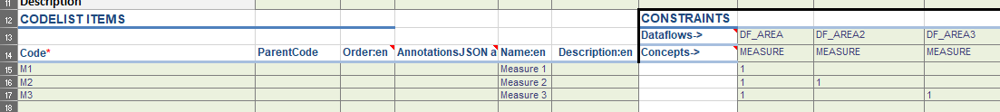 11 Description
12 CODELIST ITEMS CONSTRAINTS
13 Dataflows-> DF_AREA DF_AREA2 DF_AREA3
14 Code* ParentCode Order:en AnnotationsJSON a Name:en Description:en Concepts-> MEASURE MEASURE MEASURE
15 M1 Measure 1 1
16 M2 Measure 2 1 1
17 M3 Measure 3 1 1
18